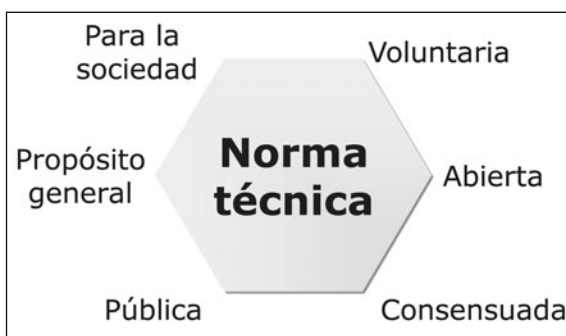 Para la
sociedad
Voluntaria
Propósito
general
Norma
técnica
Abierta
Pública
Consensuada